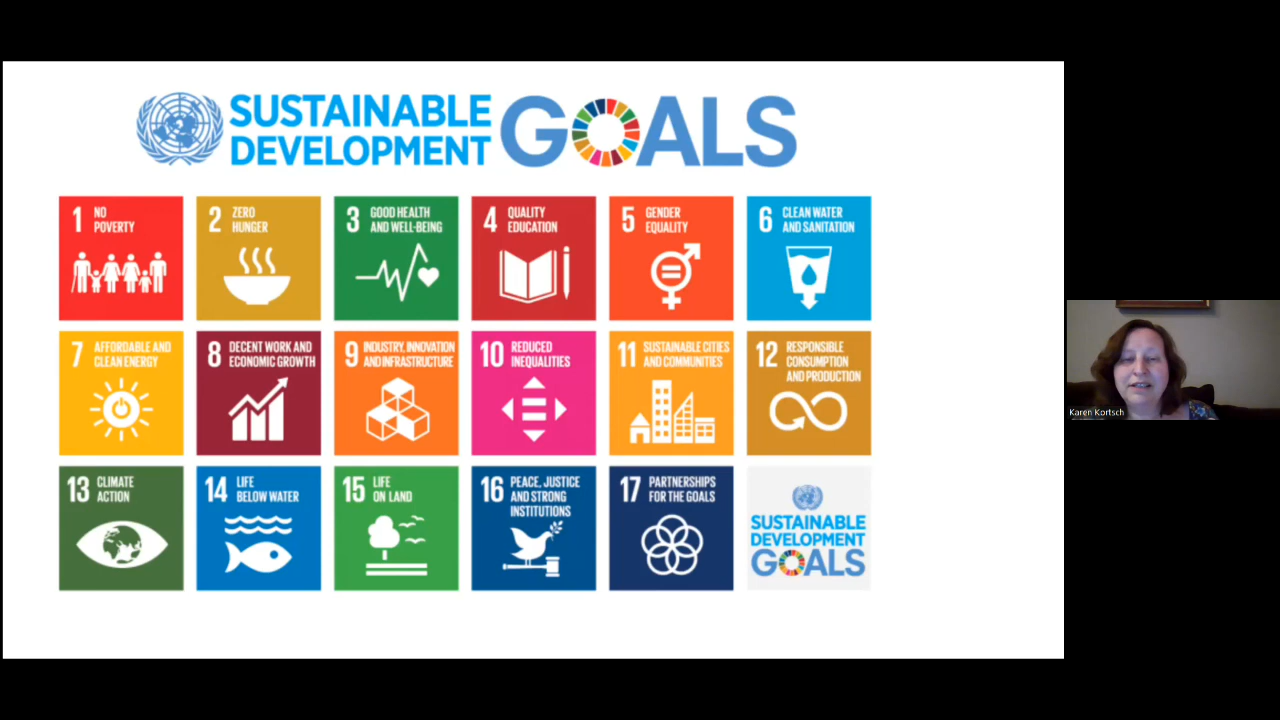 SUSTAINABLE
DEVELOPMENT
GOALS
1 NO
POVERTY
2 ZERO
HUNGER
3 GOOD HEALTH
AND WELL-BEING
4 QUALITY
EDUCATION
5 GENDER
EQUALITY
6 CLEAN WATER
AND SANITATION
7 AFFORDABLE AND
CLEAN ENERGY
8 DECENT WORK AND
ECONOMIC GROWTH
9 INDUSTRY, INNOVATION
AND INFRASTRUCTURE
10 REDUCED
INEQUALITIES
11 SUSTAINABLE CITIES
AND COMMUNITIES
12 RESPONSIBLE
CONSUMPTION
AND PRODUCTION
13 CLIMATE
ACTION
14 LIFE
BELOW WATER
15 LIFE
ON LAND
16 PEACE, JUSTICE
AND STRONG
INSTITUTIONS
17 PARTNERSHIPS
FOR THE GOALS
SUSTAINABLE
DEVELOPMENT
GOALS
Karen Kortsch